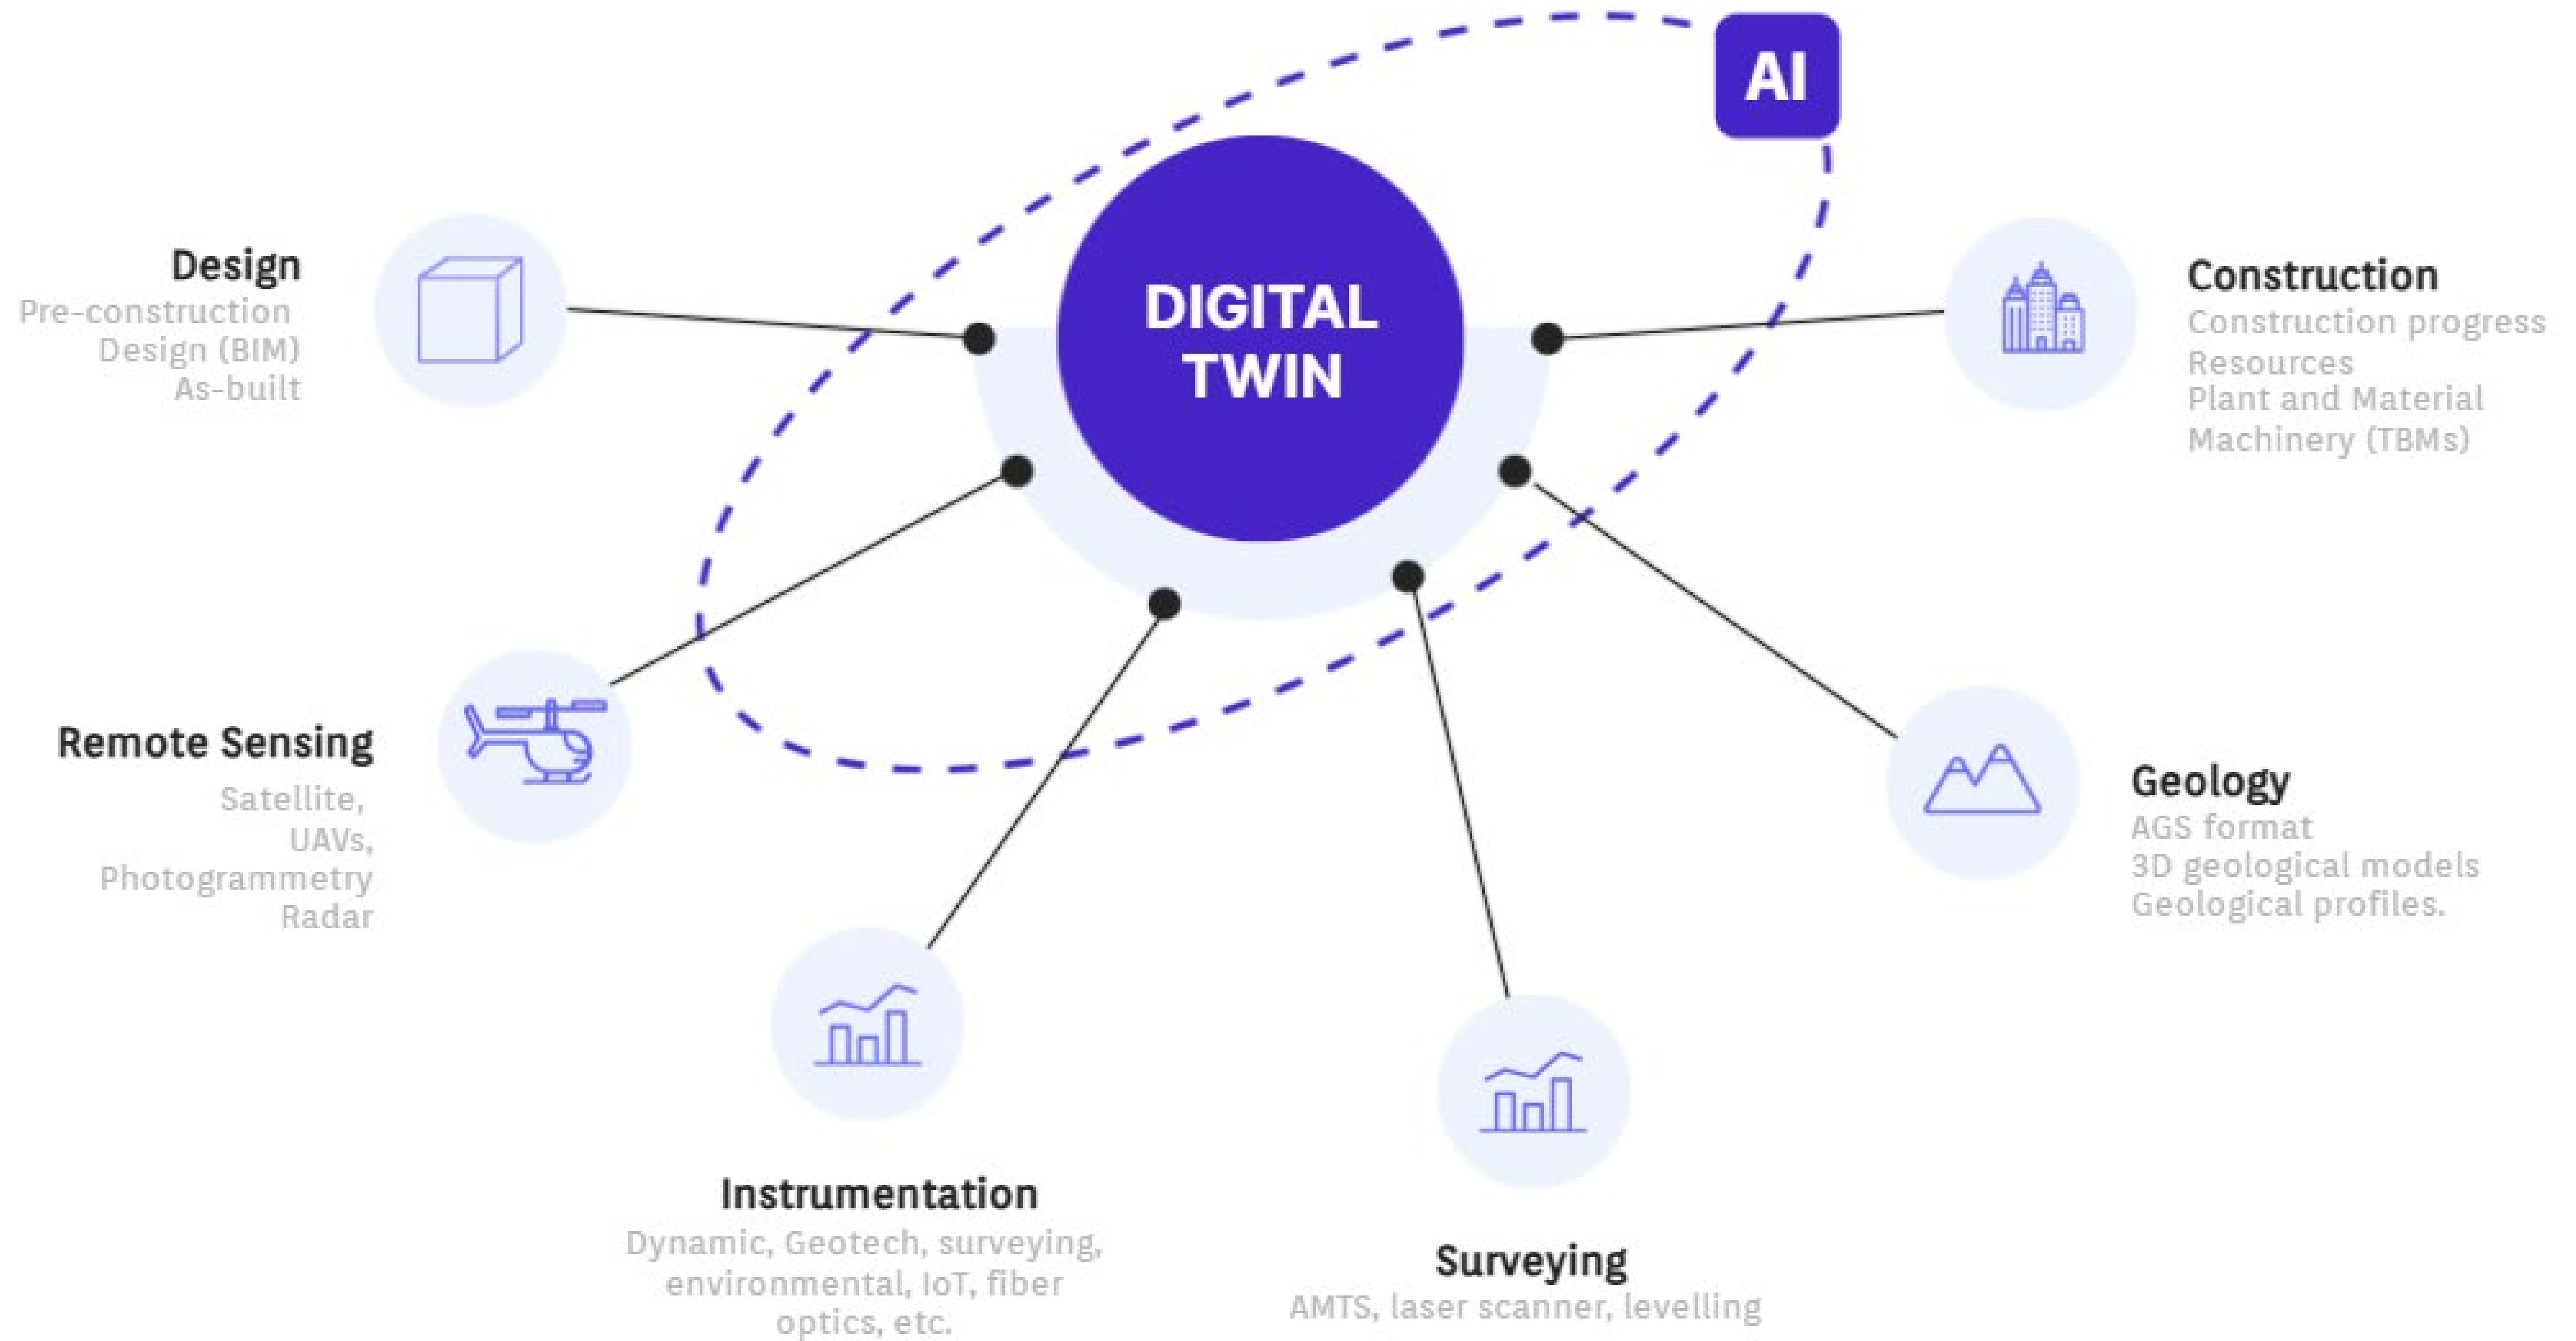 AI
DIGITAL
TWIN
Design
Pre-construction
Design (BIM)
As-built
Construction
Construction progress
Resources
Plant and Material
Machinery (TBMs)
Remote Sensing
Satellite,
UAVs,
Photogrammetry
Radar
Geology
AGS format
3D geological models
Geological profiles.
Instrumentation
Dynamic, Geotech, surveying,
environmental, IoT, fiber
optics, etc.
Surveying
AMTS, laser scanner, levelling